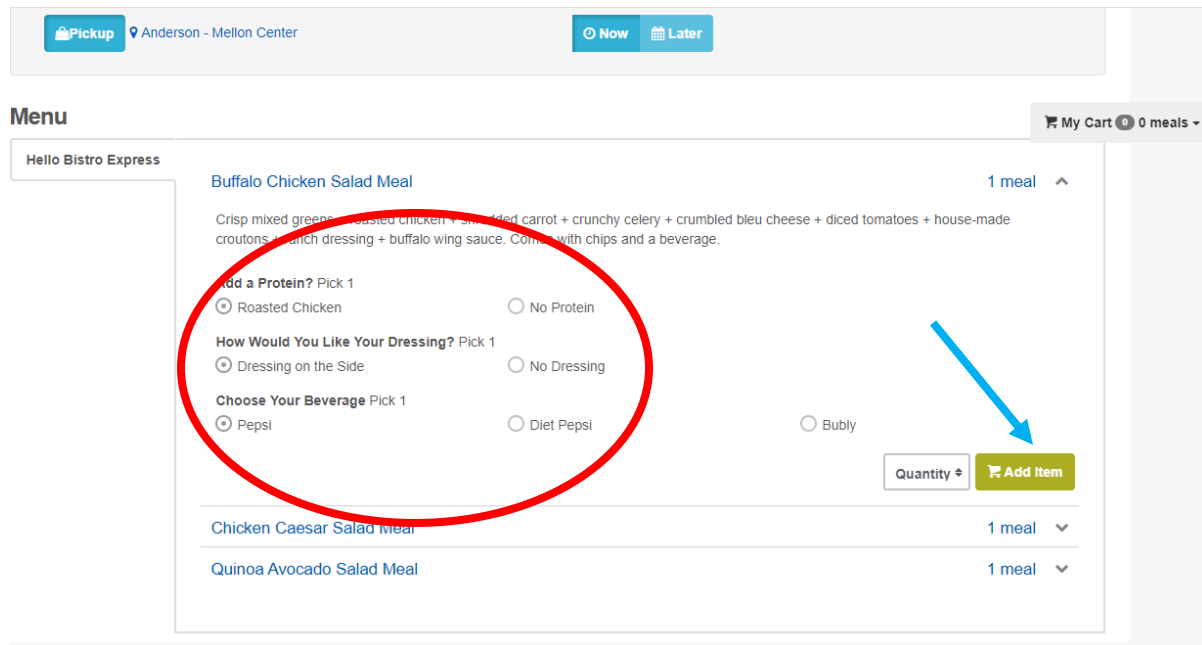 Pickup Anderson - Mellon Center Now Later
Menu
My Cart 0 0 meals
Hello Bistro Express
Buffalo Chicken Salad Meal 1 meal
Crisp mixed greens roasted chicken + shredded carrot + crunchy celery + crumbled bleu cheese + diced tomatoes + house-made
croutons + ranch dressing + buffalo wing sauce. Comes with chips and a beverage.
Add a Protein? Pick 1
Roasted Chicken No Protein
How Would You Like Your Dressing? Pick 1
Dressing on the Side No Dressing
Choose Your Beverage Pick 1
Pepsi Diet Pepsi Bubly
Quantity Add Item
Chicken Caesar Salad Meal 1 meal
Quinoa Avocado Salad Meal 1 meal